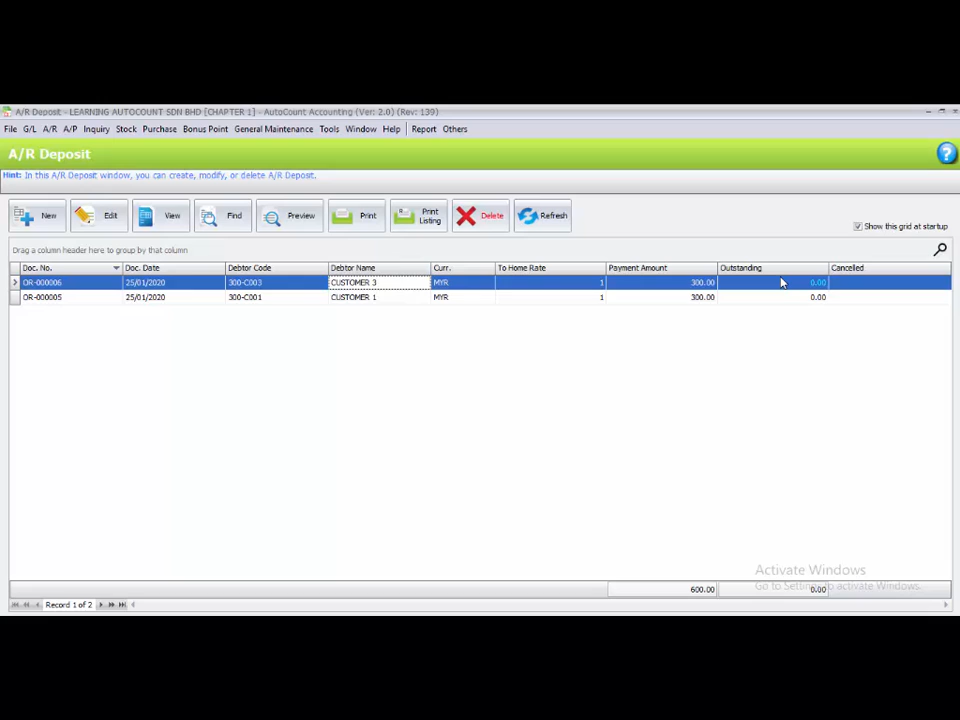 A/R Deposit - LEARNING AUTOCOUNT SDN BHD [CHAPTER 1] - AutoCount Accounting (Ver: 2.0) (Rev: 139)
File G/L A/R A/P Inquiry Stock Purchase Bonus Point General Maintenance Tools Window Help Report Others
A/R Deposit
?
Hint: In this A/R Deposit window, you can create, modify, or delete A/R Deposit.
New Edit View Find Preview Print Print Listing Delete Refresh
Show this grid at startup
Drag a column header here to group by that column
Doc. No. Doc. Date Debtor Code Debtor Name Curr. To Home Rate Payment Amount Outstanding Cancelled
OR-000006 25/01/2020 300-C003 CUSTOMER 3 MYR 1 300.00 0.00
OR-000005 25/01/2020 300-C001 CUSTOMER 1 MYR 1 300.00 0.00
Activate Windows
Go to Settings to activate Windows.
600.00 0.00
Record 1 of 2